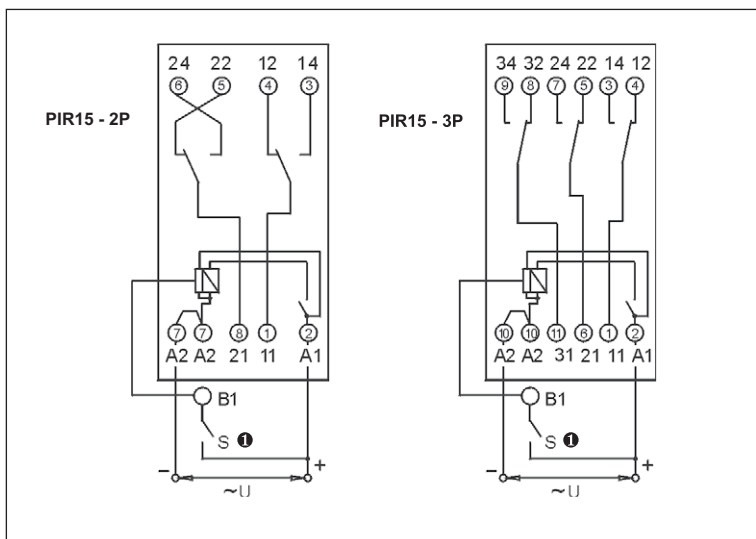 24 22 12 14
6 5 4 3
PIR15 - 2P
7 7 8 1 2
A2 A2 21 11 A1
B1
S 1
− +
~U
34 32 24 22 14 12
9 8 7 5 3 4
PIR15 - 3P
10 10 11 6 1 2
A2 A2 31 21 11 A1
B1
S 1
− +
~U